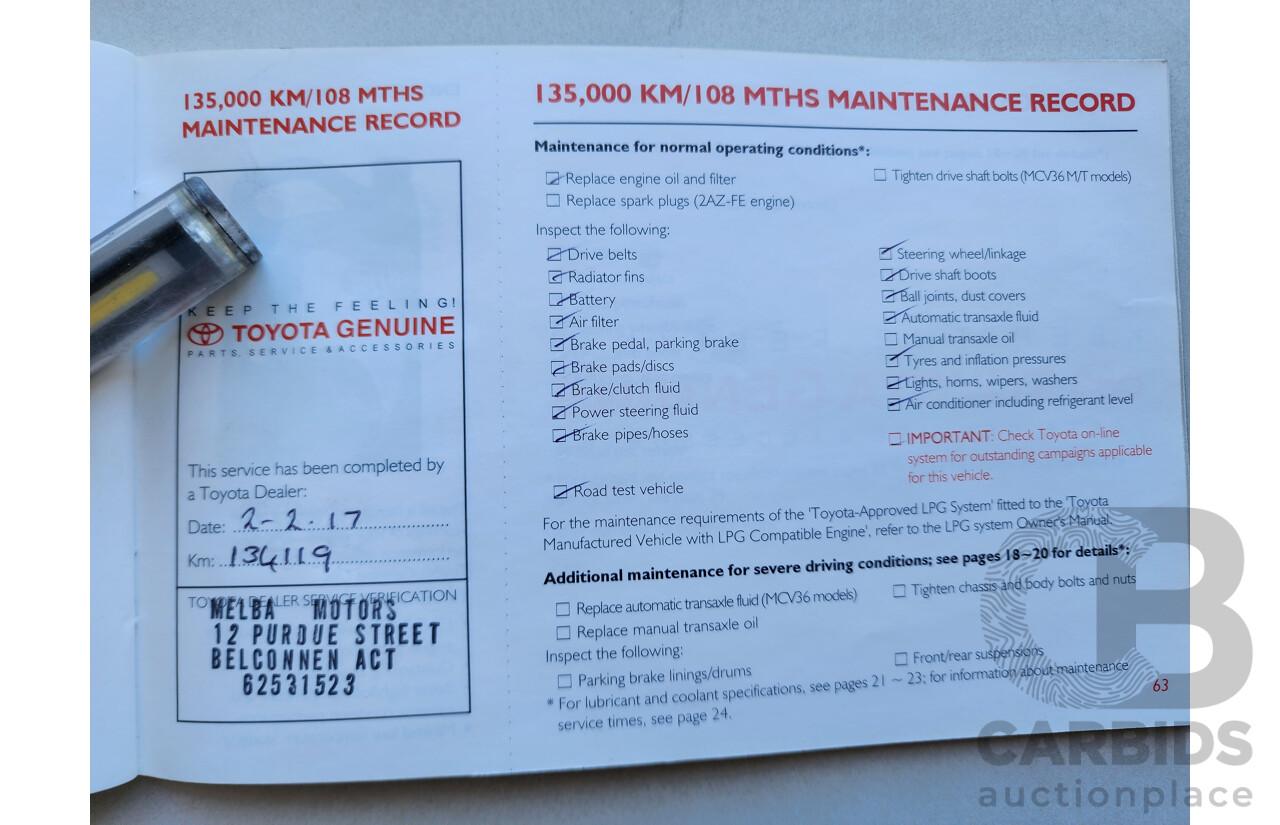 135,000 KM/108 MTHS
MAINTENANCE RECORD
KEEP THE FEELING!
TOYOTA GENUINE
PARTS, SERVICE & ACCESSORIES
This service has been completed by
a Toyota Dealer:
Date: 2-2.17
Km: 134119
TOYOTA DEALER SERVICE VERIFICATION
MELBA MOTORS
12 PURDUE STREET
BELCONNEN ACT
62531523
135,000 KM/108 MTHS MAINTENANCE RECORD
Maintenance for normal operating conditions*:
Replace engine oil and filter
Replace spark plugs (2AZ-FE engine)
Tighten drive shaft bolts (MCV36 M/T models)
Inspect the following:
Drive belts
Radiator fins
Battery
Air filter
Brake pedal, parking brake
Brake pads/discs
Brake/clutch fluid
Power steering fluid
Brake pipes/hoses
Road test vehicle
Steering wheel/linkage
Drive shaft boots
Ball joints, dust covers
Automatic transaxle fluid
Manual transaxle oil
Tyres and inflation pressures
Lights, horns, wipers, washers
Air conditioner including refrigerant level
IMPORTANT: Check Toyota on-line
system for outstanding campaigns applicable
for this vehicle.
For the maintenance requirements of the 'Toyota-Approved LPG System' fitted to the 'Toyota
Manufactured Vehicle with LPG Compatible Engine', refer to the LPG system Owner's Manual.
Additional maintenance for severe driving conditions; see pages 18~20 for details*:
Replace automatic transaxle fluid (MCV36 models)
Replace manual transaxle oil
Tighten chassis and body bolts and nuts
Inspect the following:
Parking brake linings/drums
Front/rear suspensions
* For lubricant and coolant specifications, see pages 21 ~ 23; for information about maintenance
service times, see page 24.
63
CB
CARBIDS
auctionplace